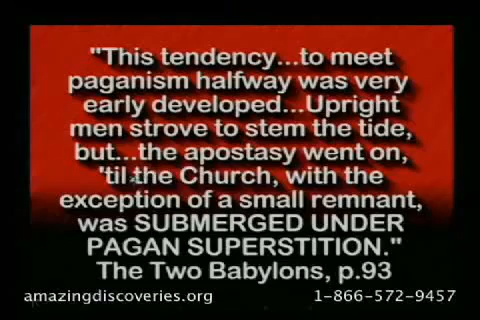 "This tendency...to meet
paganism halfway was very
early developed...Upright
men strove to stem the tide,
but...the apostasy went on,
'til the Church, with the
exception of a small remnant,
was SUBMERGED UNDER
PAGAN SUPERSTITION."
The Two Babylons, p.93
amazingdiscoveries.org 1-866-572-9457